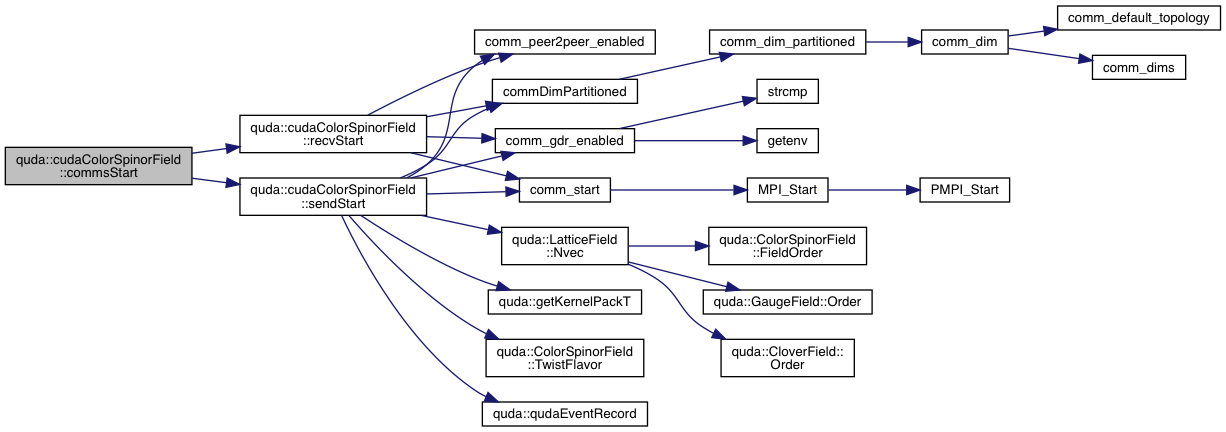 quda::cudaColorSpinorField
::commsStart
quda::cudaColorSpinorField
::recvStart
quda::cudaColorSpinorField
::sendStart
comm_peer2peer_enabled
commDimPartitioned
comm_gdr_enabled
comm_start
quda::LatticeField
::Nvec
quda::getKernelPackT
quda::ColorSpinorField
::TwistFlavor
quda::qudaEventRecord
comm_dim_partitioned
strcmp
getenv
MPI_Start
quda::ColorSpinorField
::FieldOrder
quda::GaugeField::Order
quda::CloverField::
Order
comm_dim
PMPI_Start
comm_default_topology
comm_dims